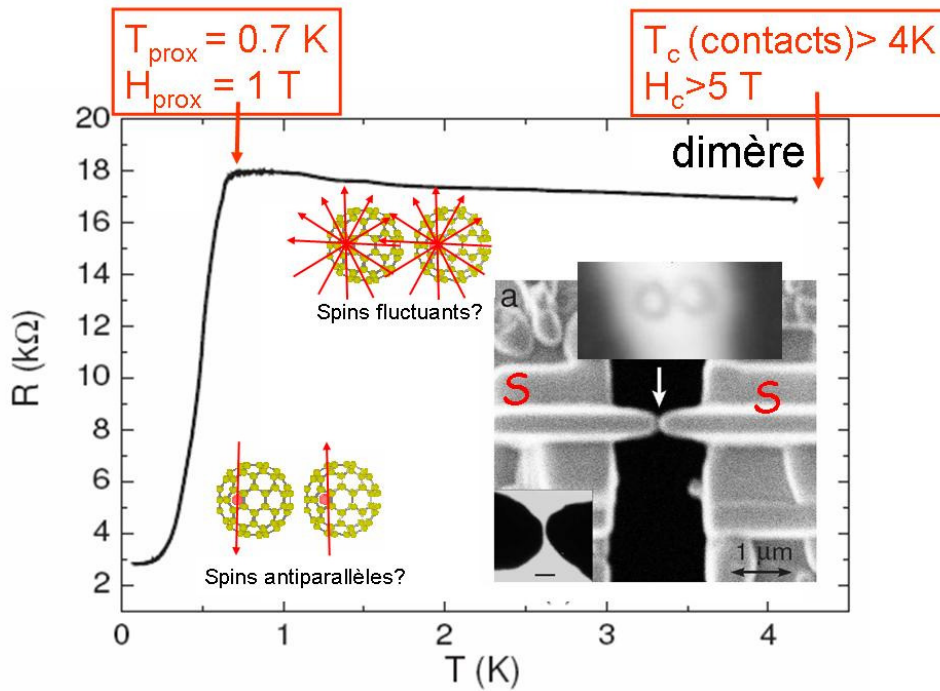 T_prox = 0.7 K
H_prox = 1 T
T_c (contacts)> 4K
H_c>5 T
dimère
20
18
16
14
12
10
8
6
4
2
R (kΩ)
Spins fluctuants?
a
S
S
1 μm
Spins antiparallèles?
0
1
2
3
4
T (K)